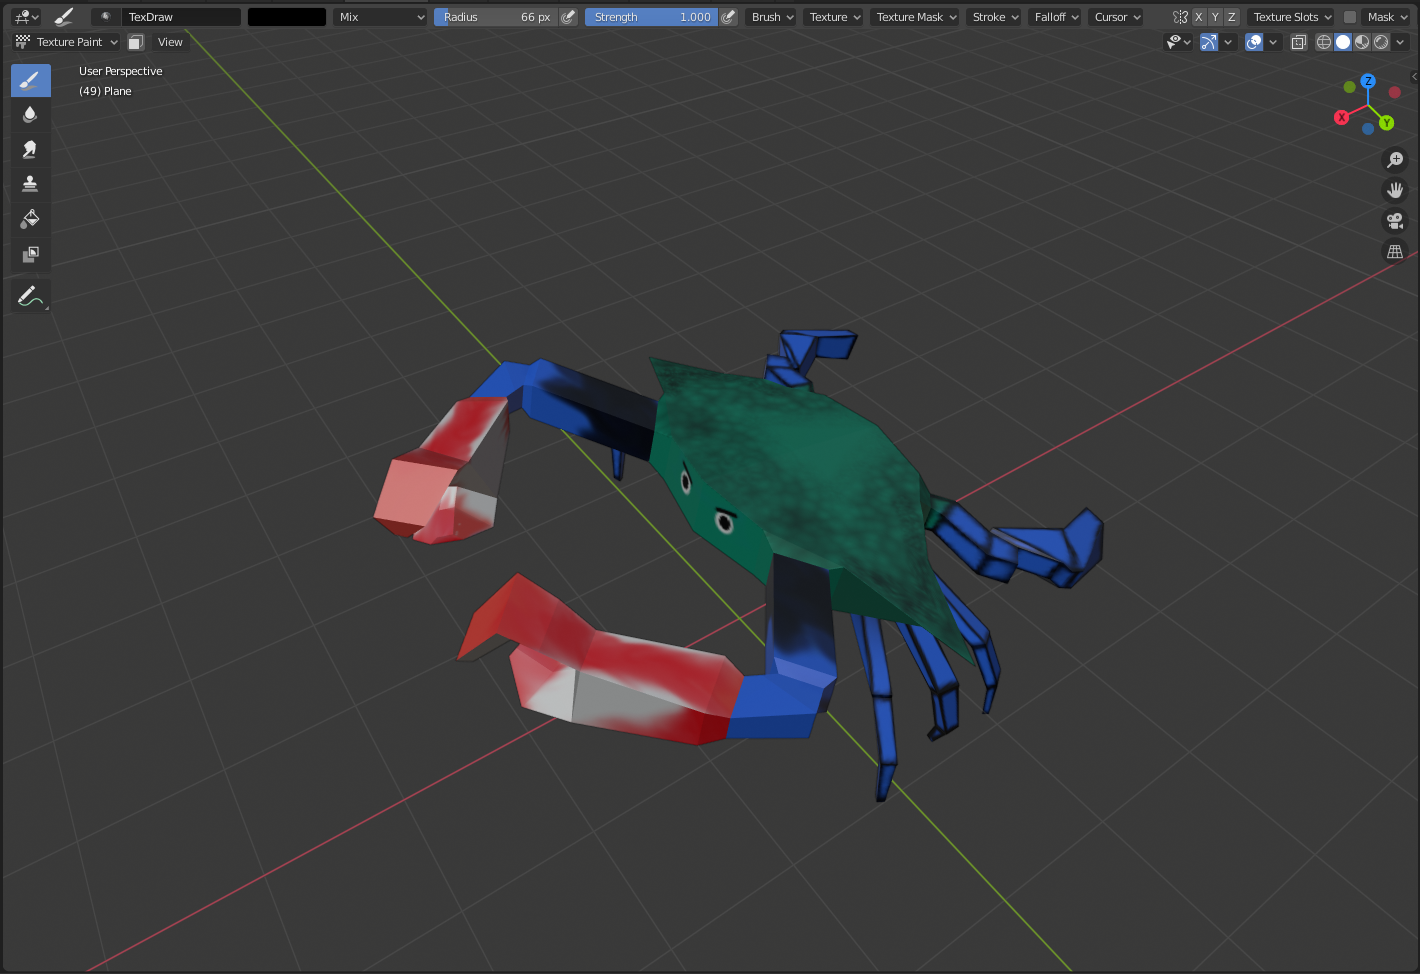 TexDraw Mix Radius 66 px Strength 1.000 Brush Texture Texture Mask Stroke Falloff Cursor X Y Z Texture Slots Mask
Texture Paint View
User Perspective
(49) Plane
Z
X
Y